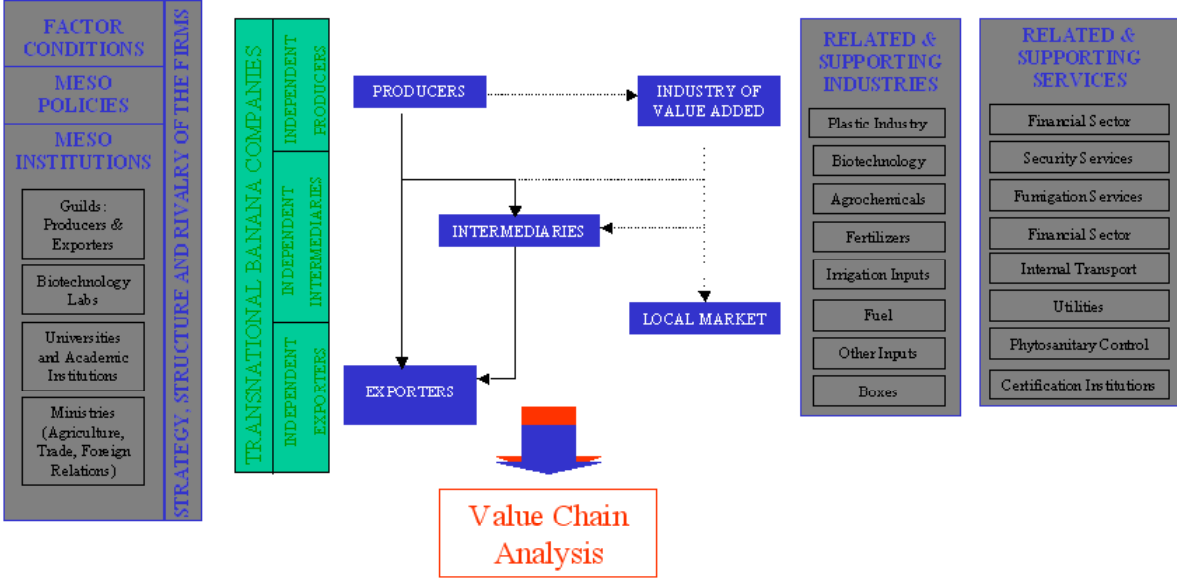 FACTOR
CONDITIONS
MESO
POLICIES
MESO
INSTITUTIONS
Guilds:
Producers &
Exporters
Biotechnology
Labs
Universities
and Academic
Institutions
Ministries
(Agriculture,
Trade, Foreign
Relations)
STRATEGY, STRUCTURE AND RIVALRY OF THE FIRMS
TRANSNATIONAL BANANA COMPANIES
INDEPENDENT
PRODUCERS
INDEPENDENT
INTERMEDIARIES
INDEPENDENT
EXPORTERS
PRODUCERS
INDUSTRY OF
VALUE ADDED
INTERMEDIARIES
LOCAL MARKET
EXPORTERS
Value Chain
Analysis
RELATED &
SUPPORTING
INDUSTRIES
Plastic Industry
Biotechnology
Agrochemicals
Fertilizers
Irrigation Inputs
Fuel
Other Inputs
Boxes
RELATED &
SUPPORTING
SERVICES
Financial Sector
Security Services
Fumigation Services
Financial Sector
Internal Transport
Utilities
Phytosanitary Control
Certification Institutions